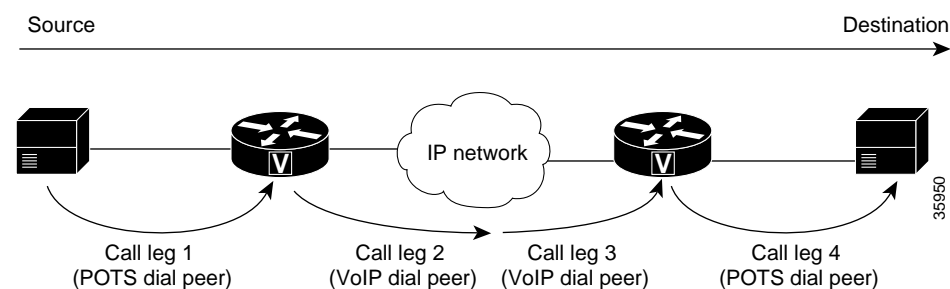 Source
Destination
IP network
V
V
35950
Call leg 1
(POTS dial peer)
Call leg 2
(VoIP dial peer)
Call leg 3
(VoIP dial peer)
Call leg 4
(POTS dial peer)